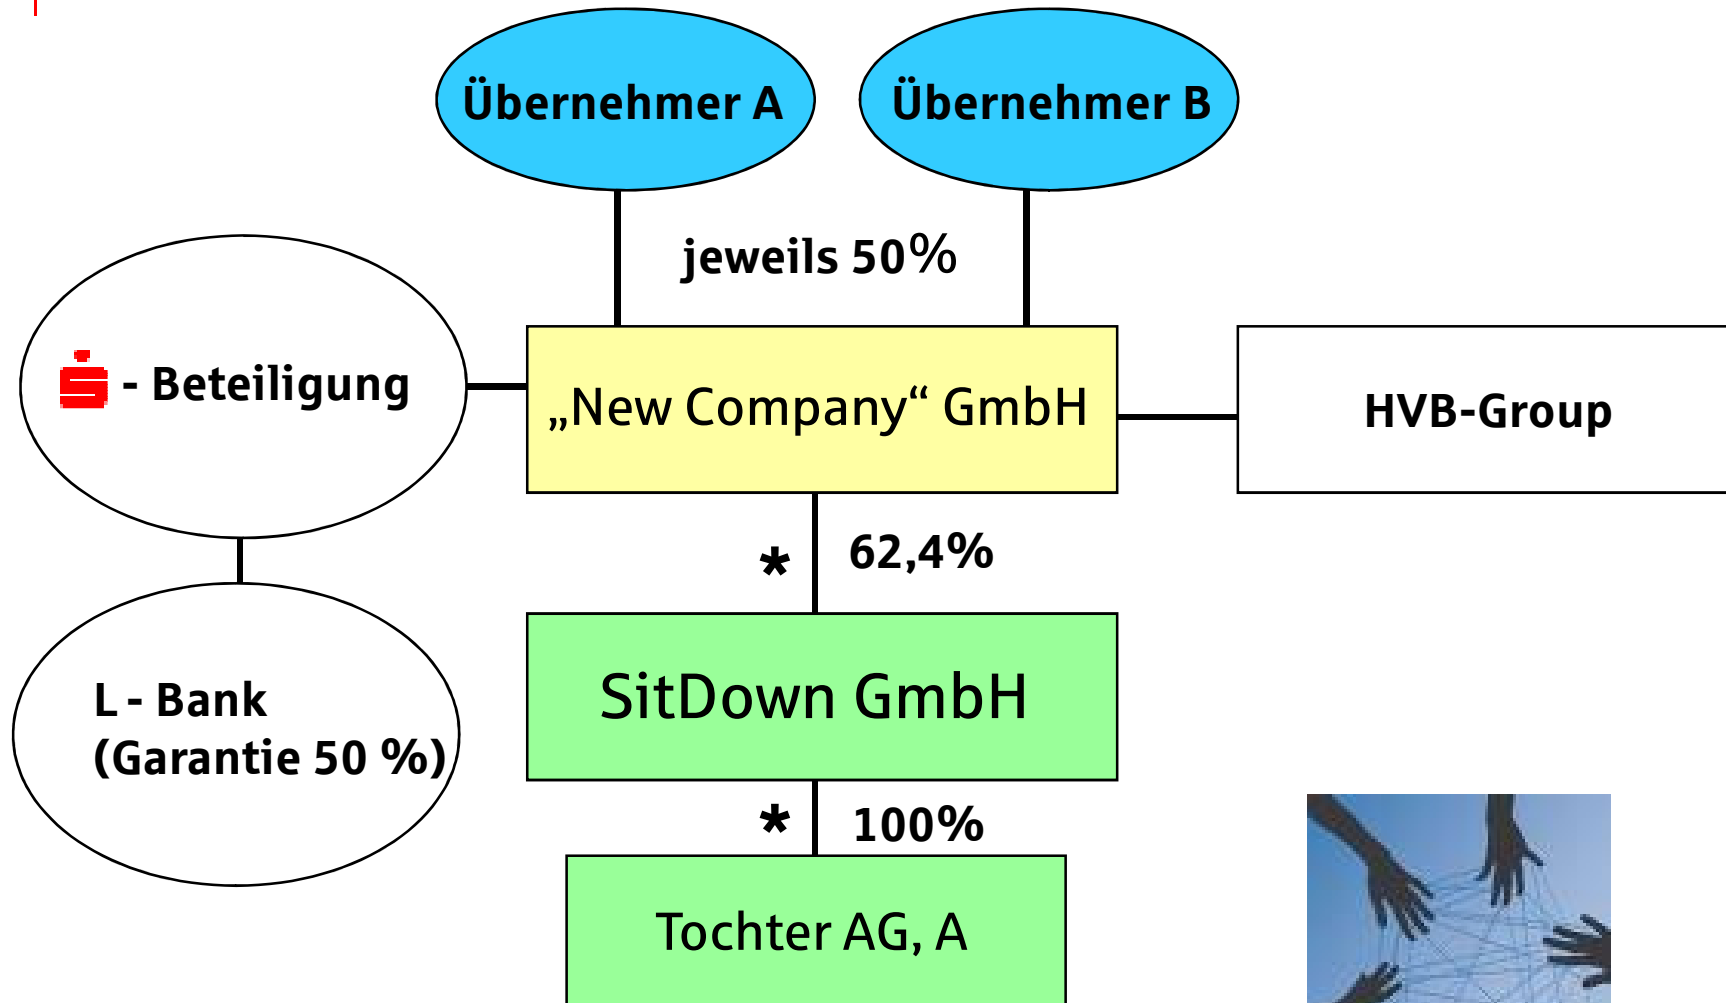 Übernehmer A
Übernehmer B
jeweils 50%
- Beteiligung
„New Company“ GmbH
HVB-Group
* 62,4%
SitDown GmbH
L - Bank
(Garantie 50 %)
* 100%
Tochter AG, A